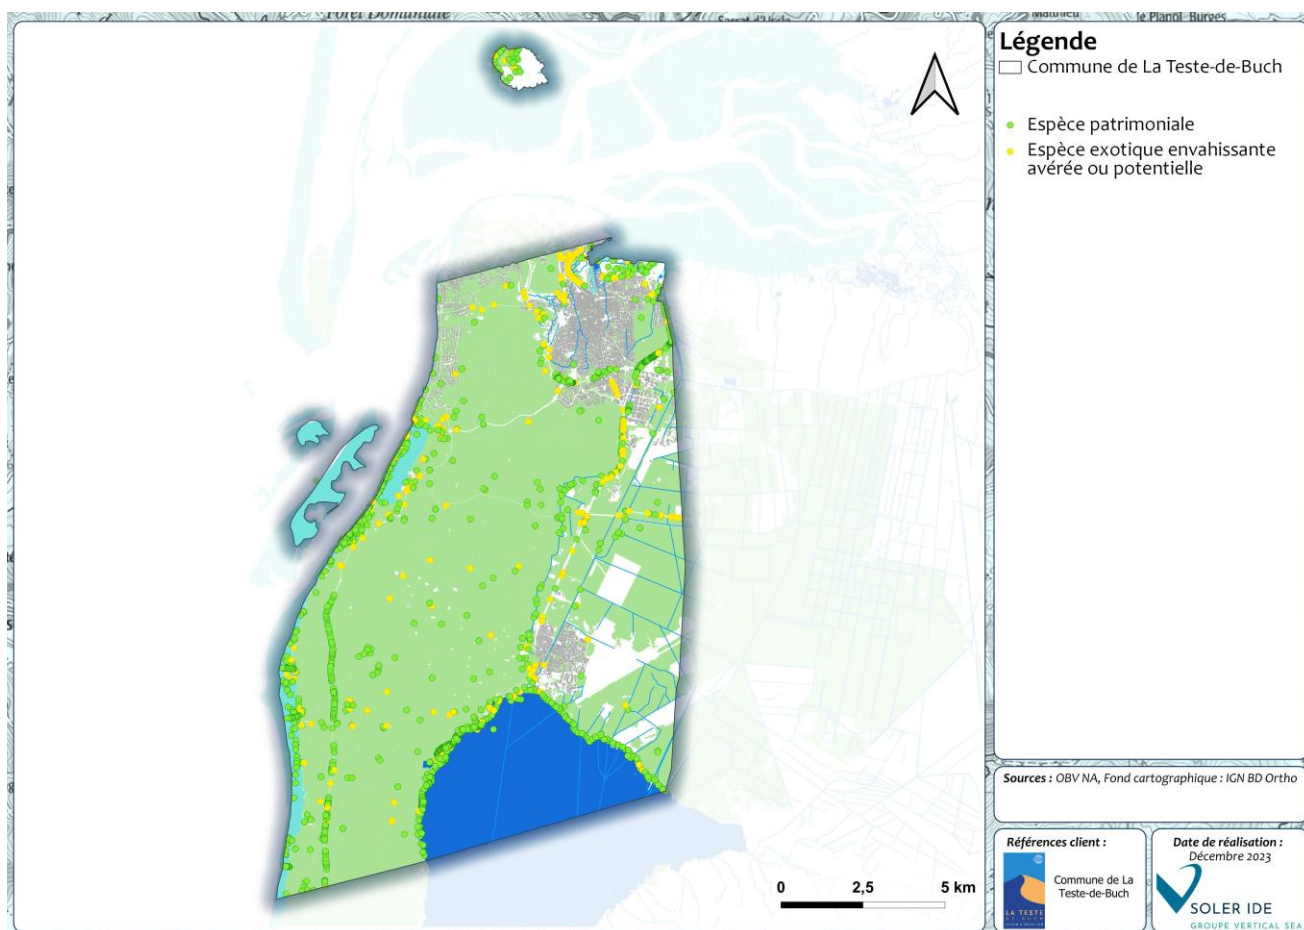 Forêt Domaniale
le Planol Burges
Légende
Commune de La Teste-de-Buch
Espèce patrimoniale
Espèce exotique envahissante
avérée ou potentielle
Sources : OBV NA, Fond cartographique : IGN BD Ortho
Références client :
Commune de La
Teste-de-Buch
LA TESTE
DE BUCH
Date de réalisation :
Décembre 2023
SOLER IDE
GROUPE VERTICAL SEA
0 2,5 5 km